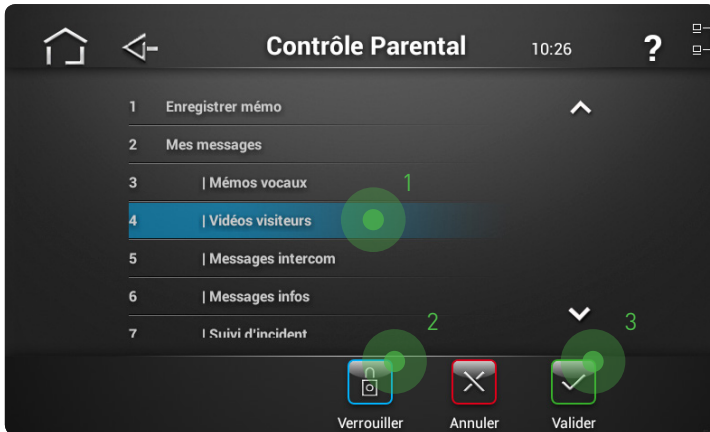 Contrôle Parental 10:26 ?
1 Enregistrer mémo
2 Mes messages
3 | Mémos vocaux
1
4 | Vidéos visiteurs
5 | Messages intercom
6 | Messages infos
7 | Suivi d'incident
2
3
Verrouiller Annuler Valider